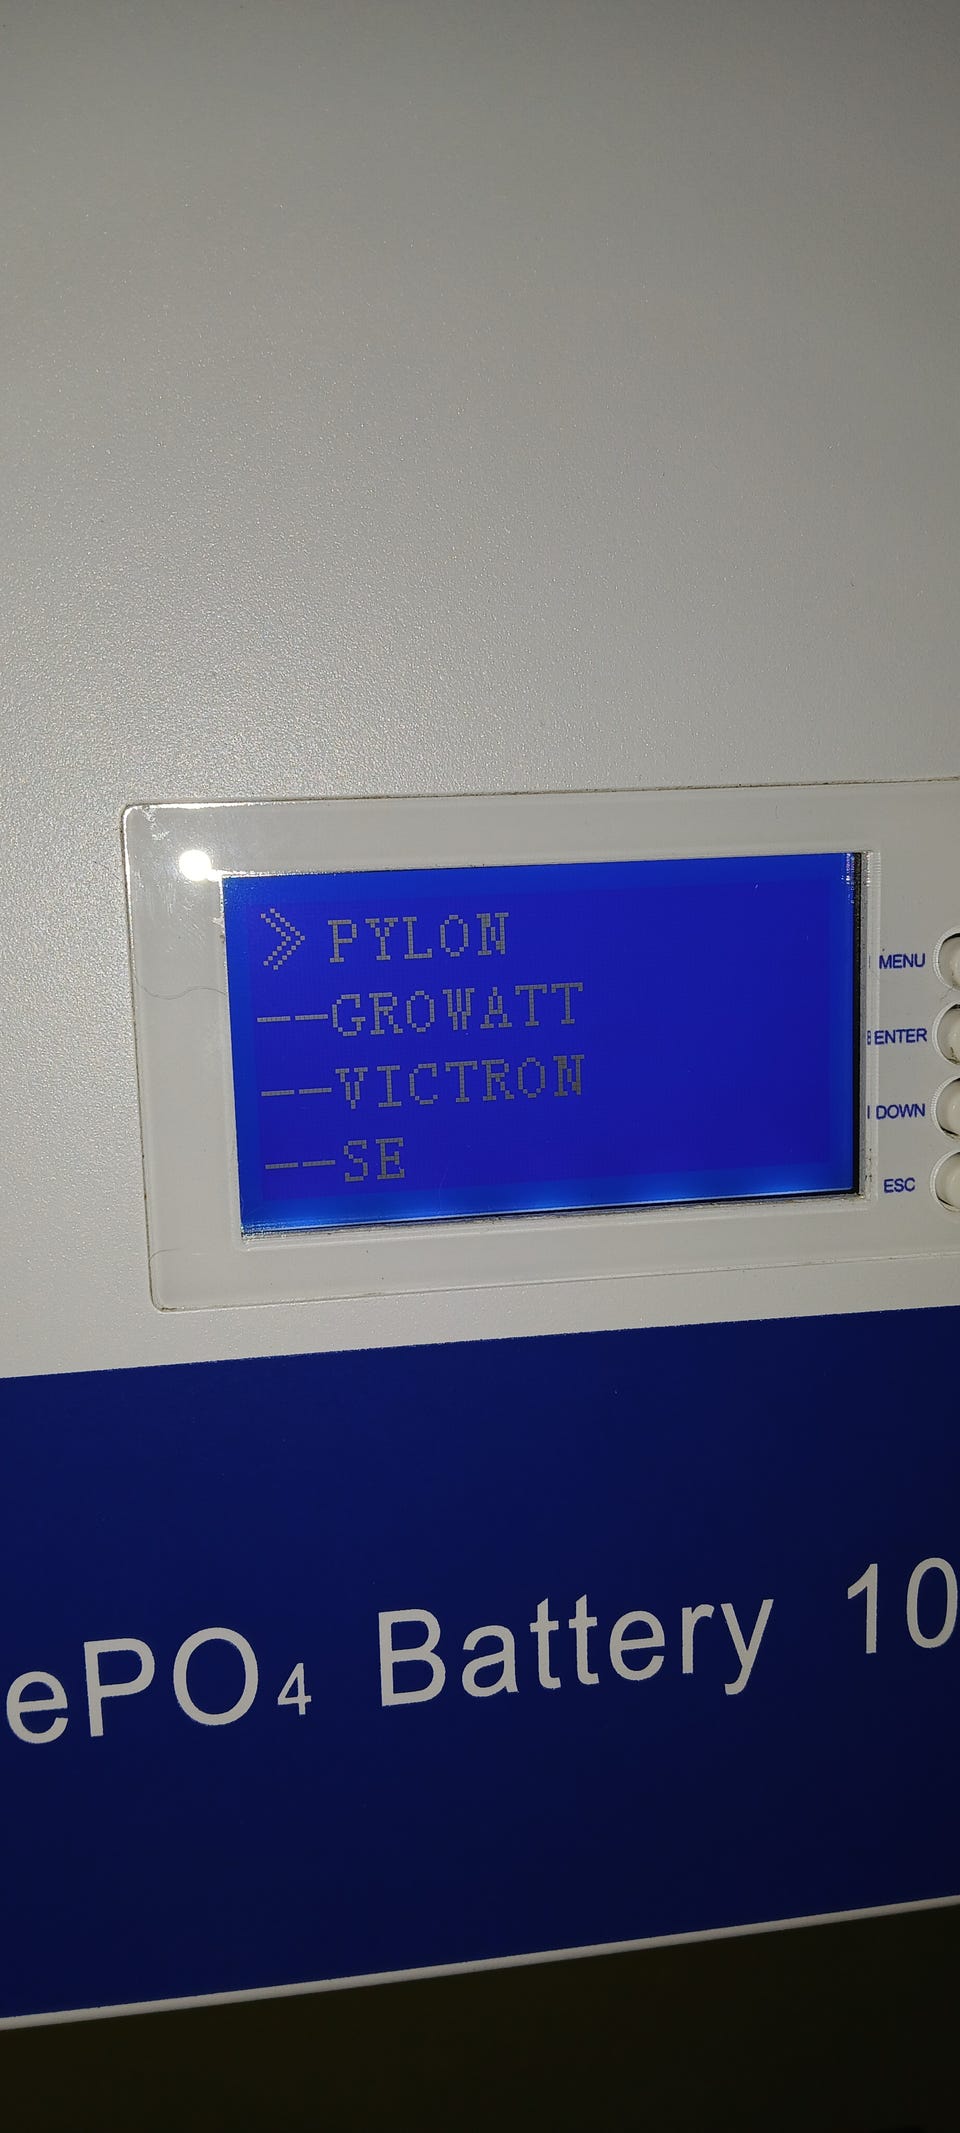 » PYLON
--GROWATT
--VICTRON
--SE
MENU
ENTER
DOWN
ESC
ePO₄ Battery 10